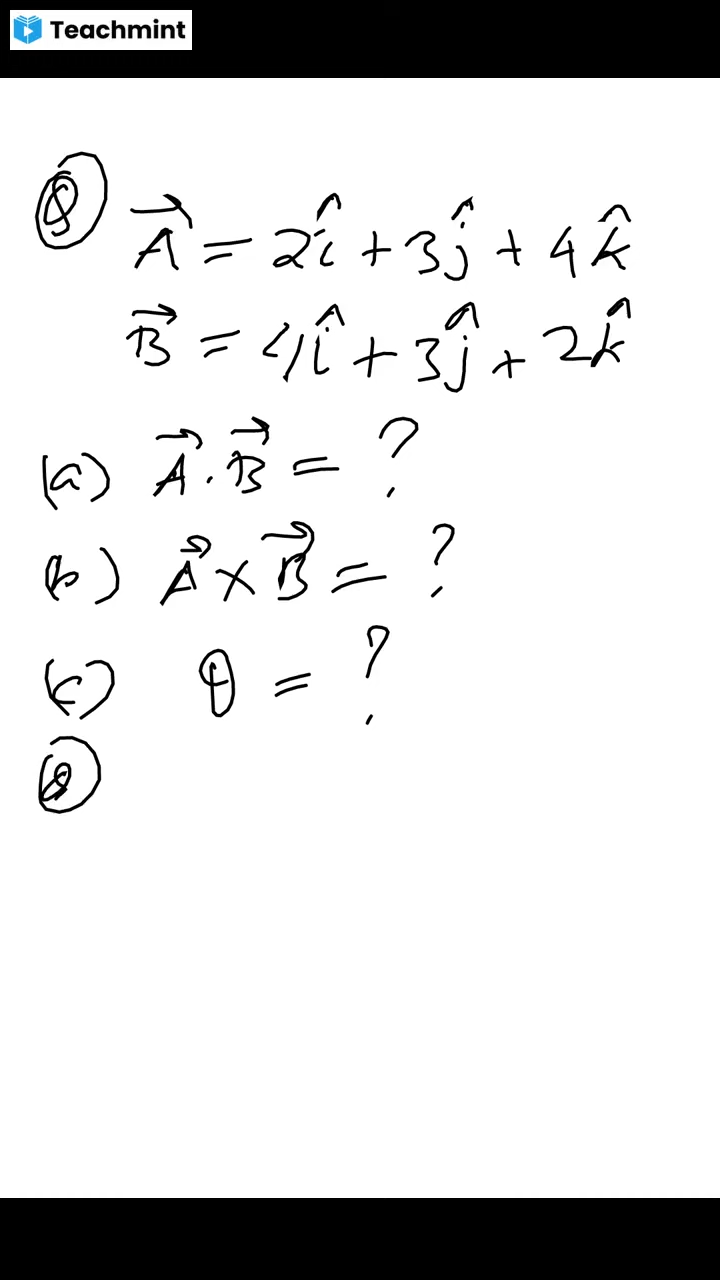 Teachmint
Q
A⃗ = 2î + 3ĵ + 4k̂
B⃗ = 4î + 3ĵ + 2k̂
(a) A⃗ . B⃗ = ?
(b) A⃗ × B⃗ = ?
(c) θ = ?
Q